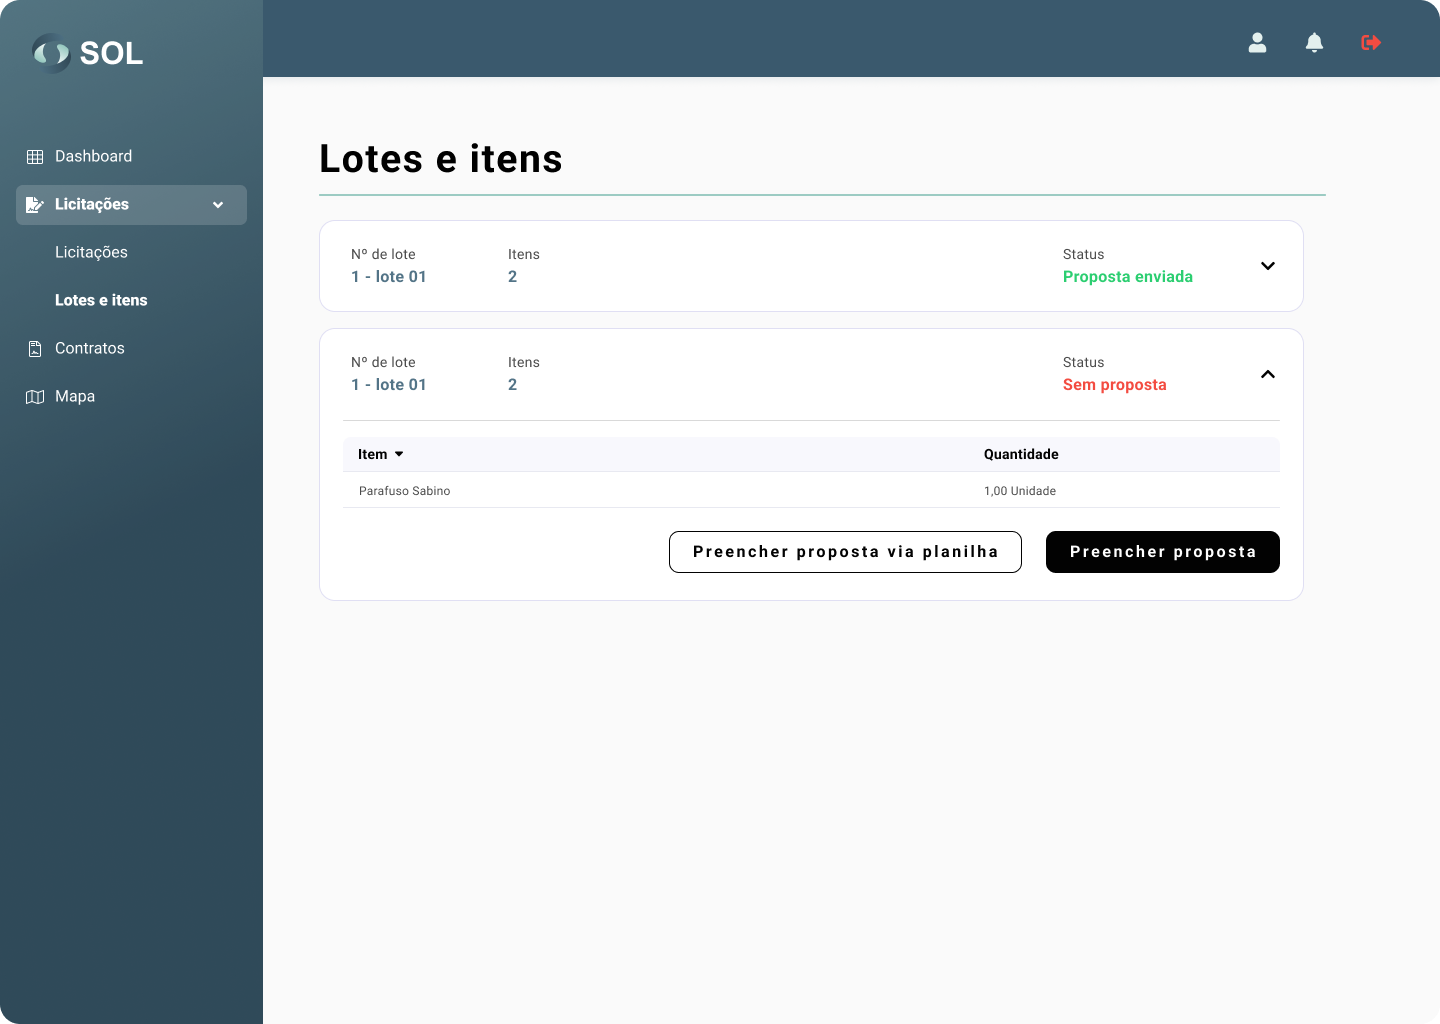 SOL
Dashboard
Licitações
Licitações
Lotes e itens
Contratos
Mapa
Lotes e itens
Nº de lote
1 - lote 01
Itens
2
Status
Proposta enviada
Nº de lote
1 - lote 01
Itens
2
Status
Sem proposta
Item Quantidade
Parafuso Sabino 1,00 Unidade
Preencher proposta via planilha
Preencher proposta